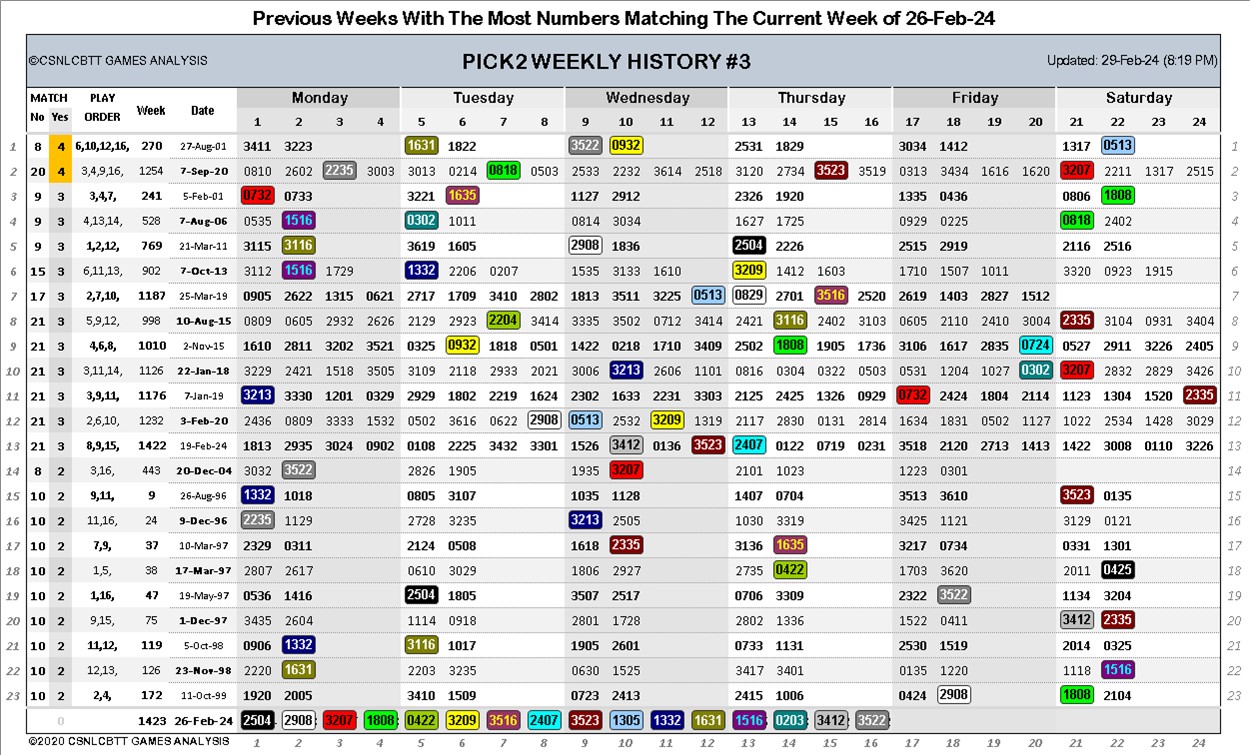 Previous Weeks With The Most Numbers Matching The Current Week of 26-Feb-24
©CSNLCBTT GAMES ANALYSIS PICK2 WEEKLY HISTORY #3 Updated: 29-Feb-24 (8:19 PM)
MATCH PLAY Week Date Monday Tuesday Wednesday Thursday Friday Saturday
No Yes ORDER 1 2 3 4 5 6 7 8 9 10 11 12 13 14 15 16 17 18 19 20 21 22 23 24
1 8 4 6,10,12,16, 270 27-Aug-01 3411 3223 1631 1822 3522 0932 2531 1829 3034 1412 1317 0513 1
2 20 4 3,4,9,16, 1254 7-Sep-20 0810 2602 2235 3003 3013 0214 0818 0503 2533 2232 3614 2518 3120 2734 3523 3519 0313 3434 1616 1620 3207 2211 1317 2515 2
3 9 3 3,4,7, 241 5-Feb-01 0732 0733 3221 1635 1127 2912 2326 1920 1335 0436 0806 1808 3
4 9 3 4,13,14, 528 7-Aug-06 0535 1516 0302 1011 0814 3034 1627 1725 0929 0225 0818 2402 4
5 9 3 1,2,12, 769 21-Mar-11 3115 3116 3619 1605 2908 1836 2504 2226 2515 2919 2116 2516 5
6 15 3 6,11,13, 902 7-Oct-13 3112 1516 1729 1332 2206 0207 1535 3133 1610 3209 1412 1603 1710 1507 1011 3320 0923 1915 6
7 17 3 2,7,10, 1187 25-Mar-19 0905 2622 1315 0621 2717 1709 3410 2802 1813 3511 3225 0513 0829 2701 3516 2520 2619 1403 2827 1512 7
8 21 3 5,9,12, 998 10-Aug-15 0809 0605 2932 2626 2129 2923 2204 3414 3335 3502 0712 3414 2421 3116 2402 3103 0605 2110 2410 3004 2335 3104 0931 3404 8
9 21 3 4,6,8, 1010 2-Nov-15 1610 2811 3202 3521 0325 0932 1818 0501 1422 0218 1710 3409 2502 1808 1905 1736 3106 1617 2835 0724 0527 2911 3226 2405 9
10 21 3 3,11,14, 1126 22-Jan-18 3229 2421 1518 3505 3109 2118 2933 2021 3006 3213 2606 1101 0816 0304 0322 0503 0531 1204 1027 0302 3207 2832 2829 3426 10
11 21 3 3,9,11, 1176 7-Jan-19 3213 3330 1201 0329 2929 1802 2219 1624 2302 1633 2231 3303 2125 2425 1326 0929 0732 2424 1804 2114 1123 1304 1520 2335 11
12 21 3 2,6,10, 1232 3-Feb-20 2436 0809 3333 1532 0502 3616 0622 2908 0513 2532 3209 1319 2117 2830 0131 2814 1634 1831 0502 1127 1022 2534 1428 3029 12
13 21 3 8,9,15, 1422 19-Feb-24 1813 2935 3024 0902 0108 2225 3432 3301 1526 3412 0136 3523 2407 0122 0719 0231 3518 2120 2713 1413 1422 3008 0110 3226 13
14 8 2 3,16, 443 20-Dec-04 3032 3522 2826 1905 1935 3207 2101 1023 1223 0301 14
15 10 2 9,11, 9 26-Aug-96 1332 1018 0805 3107 1035 1128 1407 0704 3513 3610 3523 0135 15
16 10 2 11,16, 24 9-Dec-96 2235 1129 2728 3235 3213 2505 1030 3319 3425 1121 3129 0121 16
17 10 2 7,9, 37 10-Mar-97 2329 0311 2124 0508 1618 2335 3136 1635 3217 0734 0331 1301 17
18 10 2 1,5, 38 17-Mar-97 2807 2617 0610 3029 1806 2927 2735 0422 1703 3620 2011 0425 18
19 10 2 1,16, 47 19-May-97 0536 1416 2504 1805 3507 2517 0706 3309 2318 3522 1134 3204 19
20 10 2 9,15, 75 1-Dec-97 3435 2604 1114 0918 2801 1728 2802 1336 1522 0411 3412 2335 20
21 10 2 11,12, 119 5-Oct-98 0906 1332 3116 1017 1905 2601 0733 1131 2530 1519 2014 0325 21
22 10 2 12,13, 126 23-Nov-98 2220 1631 2203 3235 0630 1525 3417 3401 0135 1220 1118 1516 22
23 10 2 2,4, 172 11-Oct-99 1920 2005 3410 1509 0723 2413 2415 1006 0424 2908 1808 2104 23
0 1423 26-Feb-24 2504 2908 3207 1808 0422 3209 3516 2407 3523 1305 1332 1631 1516 0203 3412 3522
©2020 CSNLCBTT GAMES ANALYSIS 1 2 3 4 5 6 7 8 9 10 11 12 13 14 15 16 17 18 19 20 21 22 23 24